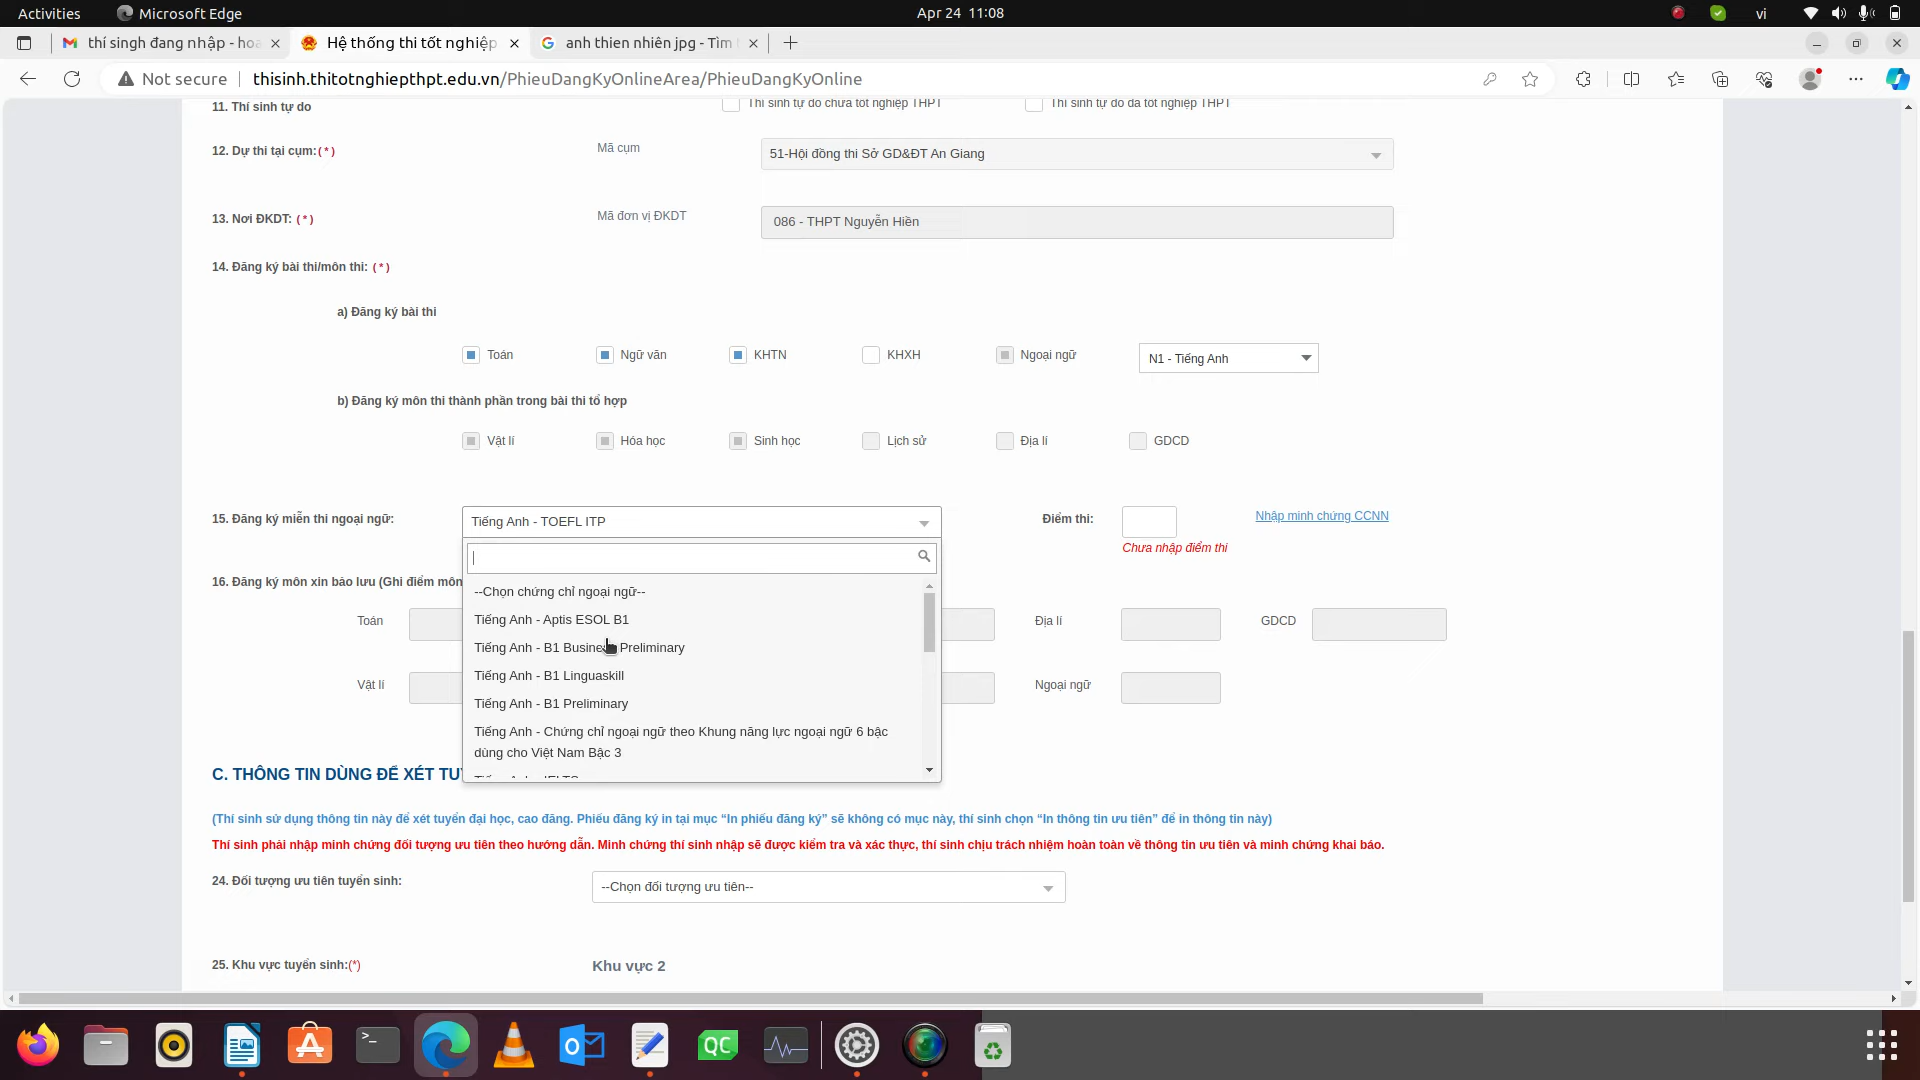 Activities
Microsoft Edge
Apr 24 11:08
vi
thí singh đang nhập - hoa
Hệ thống thi tốt nghiệp
anh thien nhiên jpg - Tìm
Not secure
thisinh.thitotnghiepthpt.edu.vn/PhieuDangKyOnlineArea/PhieuDangKyOnline
11. Thí sinh tự do
Thí sinh tự do chưa tốt nghiệp THPT
Thí sinh tự do đã tốt nghiệp THPT
12. Dự thi tại cụm:(*)
Mã cụm
51-Hội đồng thi Sở GD&ĐT An Giang
13. Nơi ĐKDT: (*)
Mã đơn vị ĐKDT
086 - THPT Nguyễn Hiền
14. Đăng ký bài thi/môn thi: (*)
a) Đăng ký bài thi
Toán
Ngữ văn
KHTN
KHXH
Ngoại ngữ
N1 - Tiếng Anh
b) Đăng ký môn thi thành phần trong bài thi tổ hợp
Vật lí
Hóa học
Sinh học
Lịch sử
Địa lí
GDCD
15. Đăng ký miễn thi ngoại ngữ:
Tiếng Anh - TOEFL ITP
Điểm thi:
Nhập minh chứng CCNN
Chưa nhập điểm thi
--Chọn chứng chỉ ngoại ngữ--
Tiếng Anh - Aptis ESOL B1
Tiếng Anh - B1 Business Preliminary
Tiếng Anh - B1 Linguaskill
Tiếng Anh - B1 Preliminary
Tiếng Anh - Chứng chỉ ngoại ngữ theo Khung năng lực ngoại ngữ 6 bậc
dùng cho Việt Nam Bậc 3
Tiếng Anh - IELTS
16. Đăng ký môn xin bảo lưu (Ghi điểm môn
Toán
Địa lí
GDCD
Vật lí
Ngoại ngữ
C. THÔNG TIN DÙNG ĐỂ XÉT TU
(Thí sinh sử dụng thông tin này để xét tuyển đại học, cao đẳng. Phiếu đăng ký in tại mục “In phiếu đăng ký” sẽ không có mục này, thí sinh chọn “In thông tin ưu tiên” để in thông tin này)
Thí sinh phải nhập minh chứng đối tượng ưu tiên theo hướng dẫn. Minh chứng thí sinh nhập sẽ được kiểm tra và xác thực, thí sinh chịu trách nhiệm hoàn toàn về thông tin ưu tiên và minh chứng khai báo.
24. Đối tượng ưu tiên tuyển sinh:
--Chọn đối tượng ưu tiên--
25. Khu vực tuyển sinh:(*)
Khu vực 2
QC